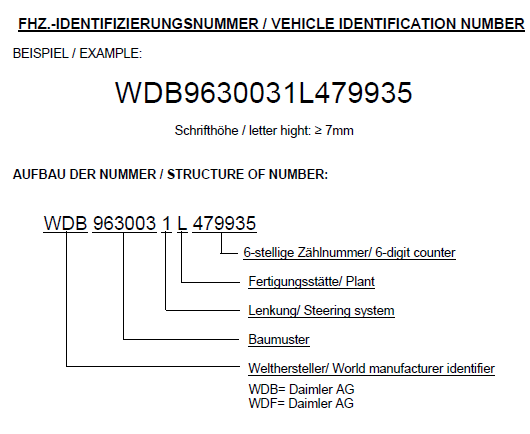 FHZ.-IDENTIFIZIERUNGSNUMMER / VEHICLE IDENTIFICATION NUMBER
BEISPIEL / EXAMPLE:
WDB9630031L479935
Schrifthöhe / letter hight: ≥ 7mm
AUFBAU DER NUMMER / STRUCTURE OF NUMBER:
WDB 963003 1 L 479935
6-stellige Zählnummer/ 6-digit counter
Fertigungsstätte/ Plant
Lenkung/ Steering system
Baumuster
Welthersteller/ World manufacturer identifier
WDB= Daimler AG
WDF= Daimler AG